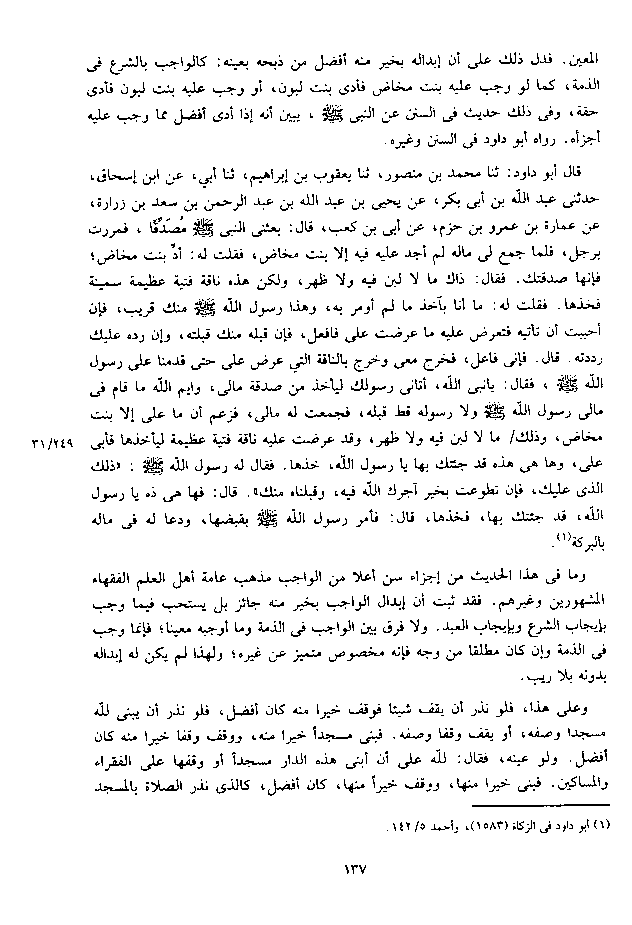 المعين. فدل ذلك على أن إبداله بخير منه أفضل من ذبحه بعينه: كالواجب بالشرع فى
الذمة، كما لو وجب عليه بنت مخاض فأدى بنت لبون، أو وجب عليه بنت لبون فأدى
حقة، وفى ذلك حديث فى السنن عن النبى ﷺ ، يبين أنه إذا أدى أفضل مما وجب عليه
أجزأه. رواه أبو داود فى السنن وغيره.
قال أبو داود: ثنا محمد بن منصور، ثنا يعقوب بن إبراهيم، ثنا أبي، عن ابن إسحاق،
حدثنى عبد الله بن أبى بكر، عن يحيى بن عبد الله بن عبد الرحمن بن سعد بن زرارة،
عن عمارة بن عمرو بن حزم، عن أبى بن كعب، قال: بعثنى النبى ﷺ مُصَدِّقًا ، فمررت
برجل، فلما جمع لى ماله لم أجد عليه فيه إلا بنت مخاض، فقلت له: أدِّ بنت مخاض؛
فإنها صدقتك. فقال: ذاك ما لا لبن فيه ولا ظهر، ولكن هذه ناقة فتية عظيمة سمينة
فخذها. فقلت له: ما أنا بآخذ ما لم أومر به، وهذا رسول الله ﷺ منك قريب، فإن
أحببت أن تأتيه فتعرض عليه ما عرضت على فافعل، فإن قبله منك قبلته، وإن رده عليك
رددته. قال. فإنى فاعل، فخرج معى وخرج بالناقة التي عرض على حتى قدمنا على رسول
الله ﷺ ، فقال: يانبى الله، أتانى رسولك ليأخذ من صدقة مالى، وايم الله ما قام فى
مالى رسول الله ﷺ ولا رسوله قط قبله، فجمعت له مالى، فزعم أن ما على إلا بنت
مخاض، وذلك/ ما لا لبن فيه ولا ظهر، وقد عرضت عليه ناقة فتية عظيمة ليأخذها فأبى
٣١/٢٤٩
على، وها هى هذه قد جئتك بها يا رسول الله، خذها. فقال له رسول الله ﷺ : «ذلك
الذى عليك، فإن تطوعت بخير آجرك الله فيه، وقبلناه منك». قال: فها هى ذه يا رسول
الله، قد جئتك بها، فخذها، قال: فأمر رسول الله ﷺ بقبضها، ودعا له فى ماله
بالبركة(١).
وما فى هذا الحديث من إجزاء سن أعلا من الواجب مذهب عامة أهل العلم الفقهاء
المشهورين وغيرهم. فقد ثبت أن إبدال الواجب بخير منه جائز بل يستحب فيما وجب
بإيجاب الشرع وبإيجاب العبد. ولا فرق بين الواجب فى الذمة وما أوجبه معينا؛ فإنما وجب
فى الذمة وإن كان مطلقا من وجه فإنه مخصوص متميز عن غيره؛ ولهذا لم يكن له إبداله
بدونه بلا ريب.
وعلى هذا، فلو نذر أن يقف شيئا فوقف خيرا منه كان أفضل، فلو نذر أن يبنى لله
مسجدا وصفه، أو يقف وقفا وصفه. فبنى مسجداً خيرا منه، ووقف وقفا خيرا منه كان
أفضل. ولو عينه، فقال: لله على أن أبنى هذه الدار مسجداً أو وقفها على الفقراء
والمساكين. فبنى خيرا منها، ووقف خيراً منها، كان أفضل، كالذى نذر الصلاة بالمسجد
(١) أبو داود فى الزكاة (١٥٨٣)، وأحمد ٥/ ١٤٢.
١٣٧